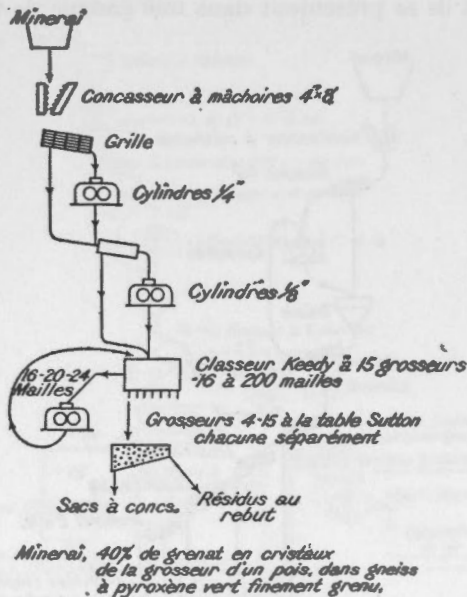 Minerai
Concasseur à mâchoires 4"x8"
Grille
Cylindres 1/4"
Cylindres 1/8"
Classeur Keedy à 15 grosseurs
-16 à 200 mailles
16-20-24
Mailles
Grosseurs 4-15 à la table Sutton
chacune séparément
Sacs à concs.
Résidus au
rebut
Minerai, 40% de grenat en cristaux
de la grosseur d'un pois, dans gneiss
à pyroxène vert finement grenu.